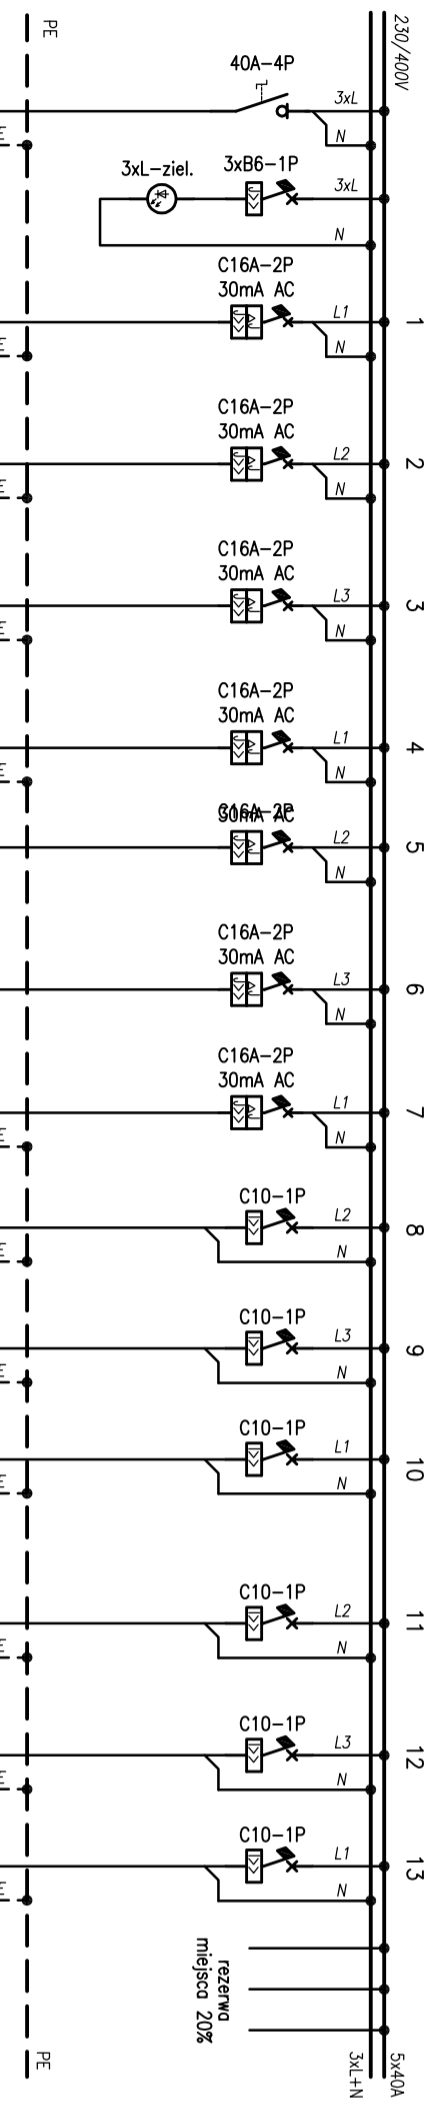 PE
230/400V
40A-4P
3xL
N
3xL-ziel.
3xB6-1P
3xL
N
C16A-2P
30mA AC
L1
N
1
C16A-2P
30mA AC
L2
N
2
C16A-2P
30mA AC
L3
N
3
C16A-2P
30mA AC
L1
N
4
C16A-2P
30mA AC
L2
N
5
C16A-2P
30mA AC
L3
N
6
C16A-2P
30mA AC
L1
N
7
C10-1P
L2
N
8
C10-1P
L3
N
9
C10-1P
L1
N
10
C10-1P
L2
N
11
C10-1P
L3
N
12
C10-1P
L1
N
13
rezerwa
miejsca 20%
PE
3xL+N
5x40A